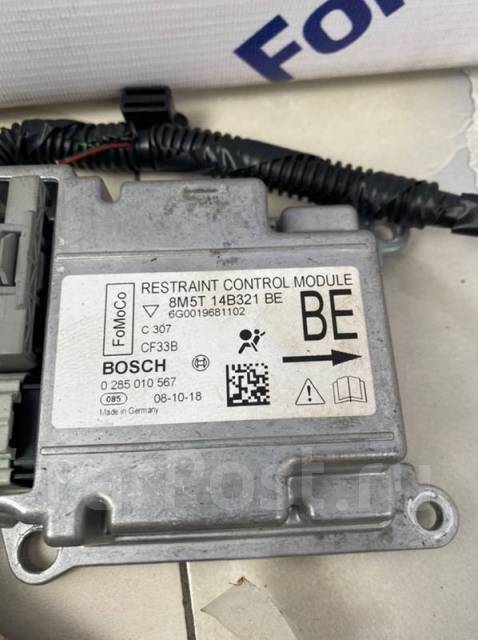 FOR
FoMoCo
RESTRAINT CONTROL MODULE
8M5T 14B321 BE
6G0019681102
C 307
CF33B
BE
BOSCH
0 285 010 567
085 08-10-18
Made in Germany